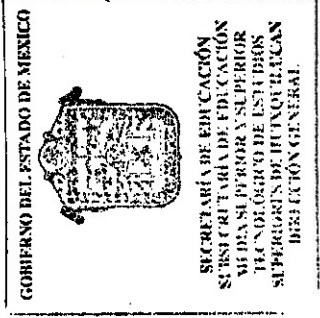 GOBIERNO DEL ESTADO DE MÉXICO
SECRETARÍA DE EDUCACIÓN
SUBSECRETARÍA DE EDUCACIÓN
MEDIA SUPERIOR Y SUPERIOR
TECNOLÓGICO DE ESTUDIOS
SUPERIORES DE HUIXQUILUCAN
DIRECCIÓN GENERAL